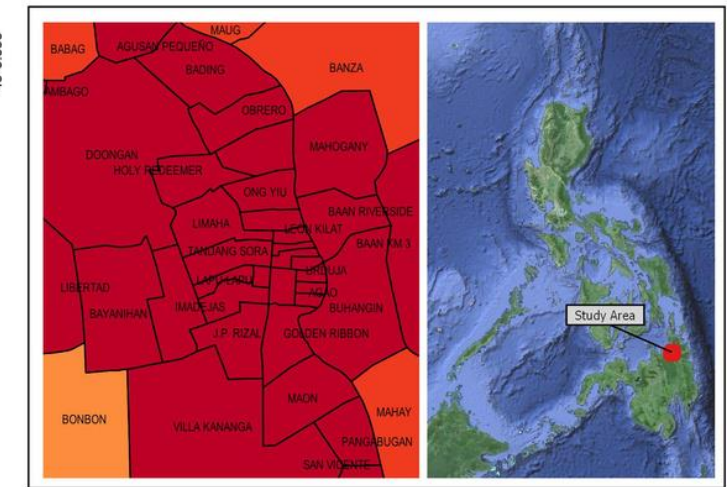 MAUG
BABAG
AGUSAN PEQUEÑO
BADING
BANZA
AMBAGO
OBRERO
MAHOGANY
DOONGAN
HOLY REDEEMER
ONG YIU
BAAN RIVERSIDE
LIMAHA
LEON KILAT
BAAN KM 3
TANDANG SORA
URDUJA
LAPU-LAPU
LIBERTAD
AGAO
IMADEJAS
BUHANGIN
BAYANIHAN
J.P. RIZAL
GOLDEN RIBBON
MAON
MAHAY
BONBON
VILLA KANANGA
PANGABUGAN
SAN VICENTE
Study Area